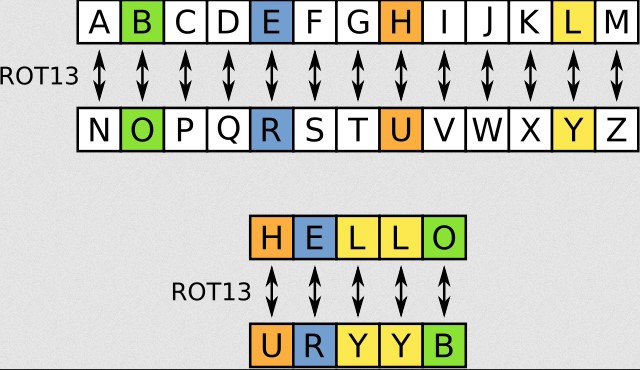 A B C D E F G H I J K L M
ROT13
N O P Q R S T U V W X Y Z
H E L L O
ROT13
U R Y Y B